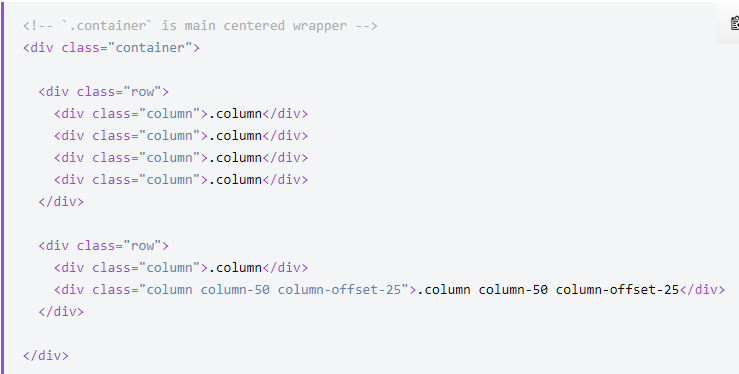 <!-- `.container` is main centered wrapper -->
<div class="container">
<div class="row">
<div class="column">.column</div>
<div class="column">.column</div>
<div class="column">.column</div>
<div class="column">.column</div>
</div>
<div class="row">
<div class="column">.column</div>
<div class="column column-50 column-offset-25">.column column-50 column-offset-25</div>
</div>
</div>